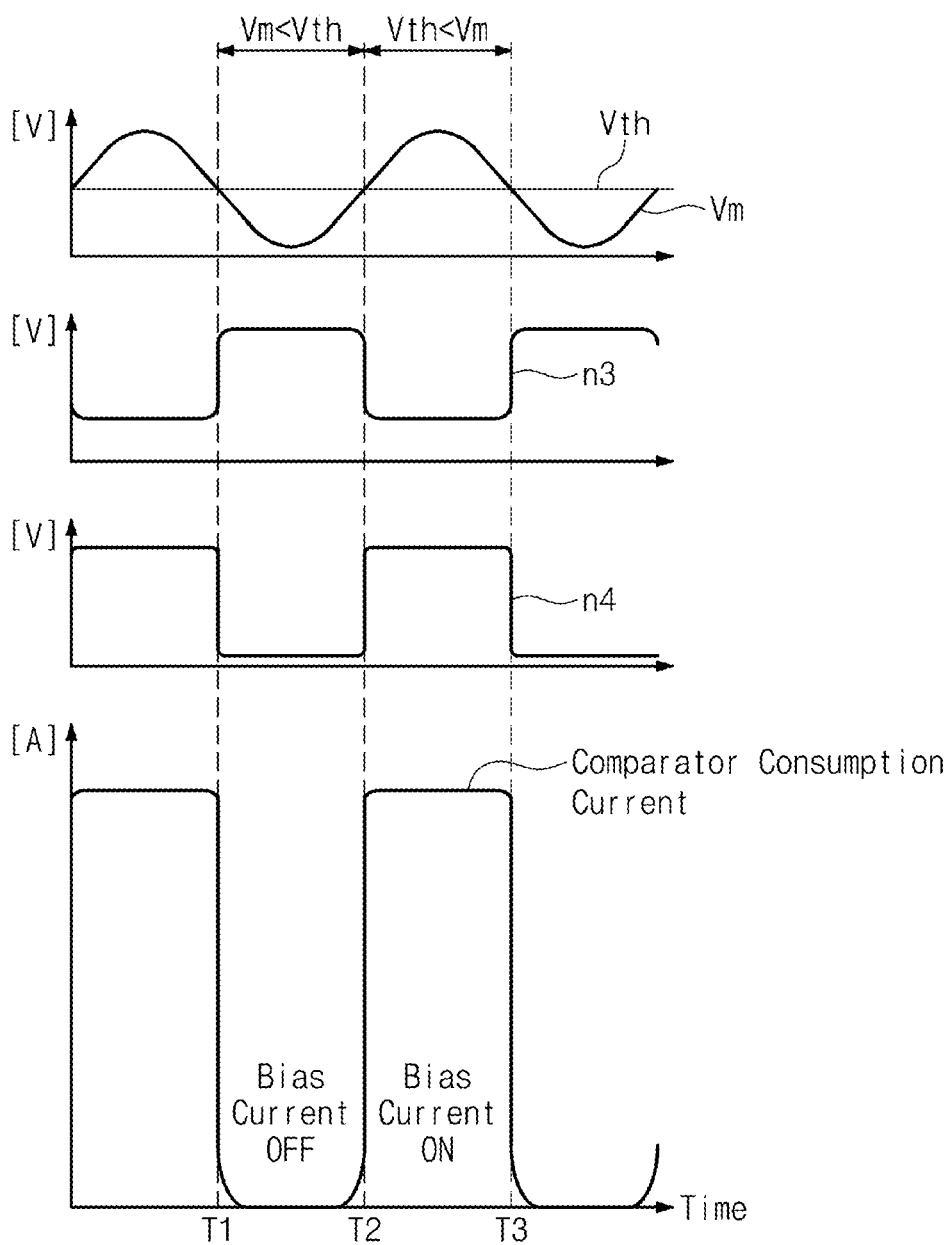 Vm<Vth
Vth<Vm
[V]
Vth
Vm
[V]
n3
[V]
n4
[A]
Comparator Consumption
Current
Bias
Current
OFF
Bias
Current
ON
Time
T1
T2
T3